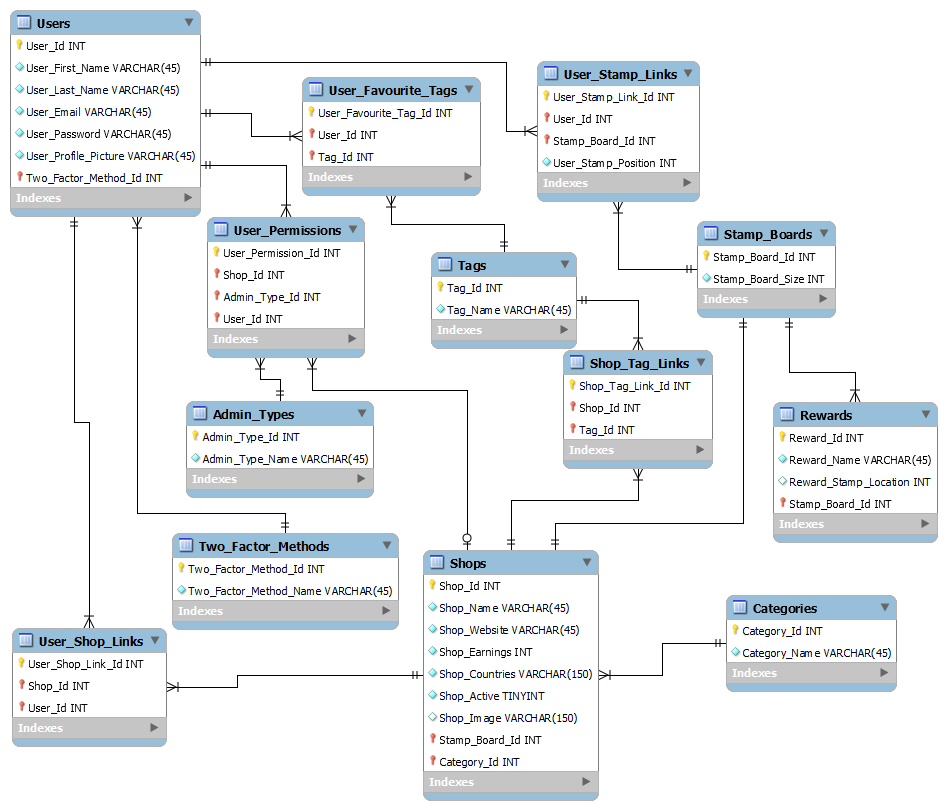 Users
User_Id INT
User_First_Name VARCHAR(45)
User_Last_Name VARCHAR(45)
User_Email VARCHAR(45)
User_Password VARCHAR(45)
User_Profile_Picture VARCHAR(45)
Two_Factor_Method_Id INT
Indexes
User_Favourite_Tags
User_Favourite_Tag_Id INT
User_Id INT
Tag_Id INT
Indexes
User_Stamp_Links
User_Stamp_Link_Id INT
User_Id INT
Stamp_Board_Id INT
User_Stamp_Position INT
Indexes
User_Permissions
User_Permission_Id INT
Shop_Id INT
Admin_Type_Id INT
User_Id INT
Indexes
Tags
Tag_Id INT
Tag_Name VARCHAR(45)
Indexes
Stamp_Boards
Stamp_Board_Id INT
Stamp_Board_Size INT
Indexes
Shop_Tag_Links
Shop_Tag_Link_Id INT
Shop_Id INT
Tag_Id INT
Indexes
Admin_Types
Admin_Type_Id INT
Admin_Type_Name VARCHAR(45)
Indexes
Rewards
Reward_Id INT
Reward_Name VARCHAR(45)
Reward_Stamp_Location INT
Stamp_Board_Id INT
Indexes
Two_Factor_Methods
Two_Factor_Method_Id INT
Two_Factor_Method_Name VARCHAR(45)
Indexes
Shops
Shop_Id INT
Shop_Name VARCHAR(45)
Shop_Website VARCHAR(45)
Shop_Earnings INT
Shop_Countries VARCHAR(150)
Shop_Active TINYINT
Shop_Image VARCHAR(150)
Stamp_Board_Id INT
Category_Id INT
Indexes
Categories
Category_Id INT
Category_Name VARCHAR(45)
Indexes
User_Shop_Links
User_Shop_Link_Id INT
Shop_Id INT
User_Id INT
Indexes